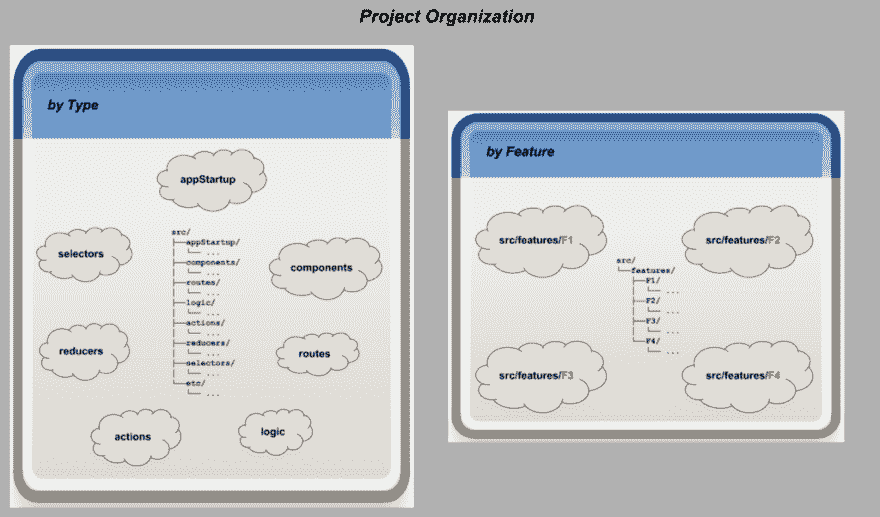 Project Organization
by Type
appStartup
selectors
components
reducers
routes
actions
logic
src/
├──appStartup/
│ └── ...
├──components/
│ └── ...
├──routes/
│ └── ...
├──logic/
│ └── ...
├──actions/
│ └── ...
├──reducers/
│ └── ...
├──selectors/
│ └── ...
└──etc/
└── ...
by Feature
src/features/F1
src/features/F2
src/features/F3
src/features/F4
src/
└──features/
├──F1/
│ └── ...
├──F2/
│ └── ...
├──F3/
│ └── ...
└──F4/
└── ...